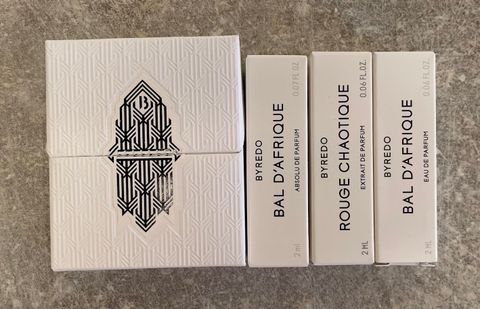 13
BYREDO
BAL D'AFRIQUE
ABSOLU DE PARFUM
2 ml
0.07 FL.OZ.
BYREDO
ROUGE CHAOTIQUE
EXTRAIT DE PARFUM
2 ML
0.06 FL.OZ.
BYREDO
BAL D'AFRIQUE
EAU DE PARFUM
2 ML
0.06 FL.OZ.